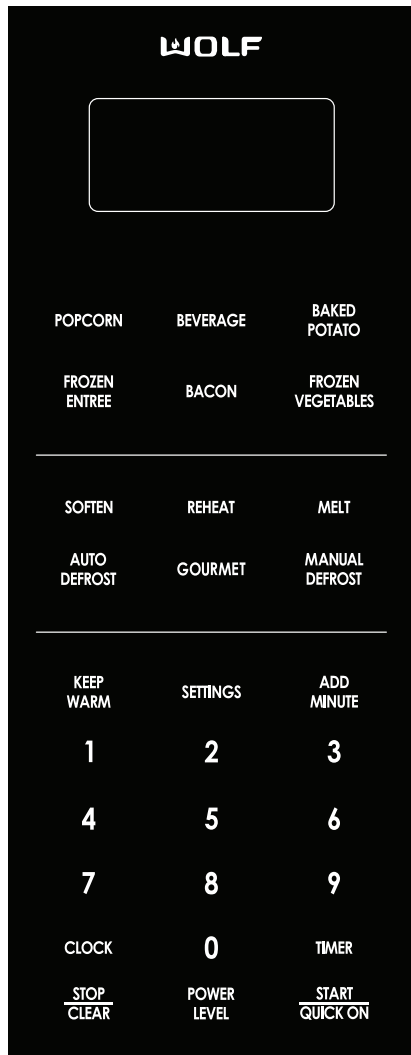 WOLF
POPCORN BEVERAGE BAKED POTATO
FROZEN ENTREE BACON FROZEN VEGETABLES
SOFTEN REHEAT MELT
AUTO DEFROST GOURMET MANUAL DEFROST
KEEP WARM SETTINGS ADD MINUTE
1 2 3
4 5 6
7 8 9
CLOCK 0 TIMER
STOP CLEAR POWER LEVEL START QUICK ON